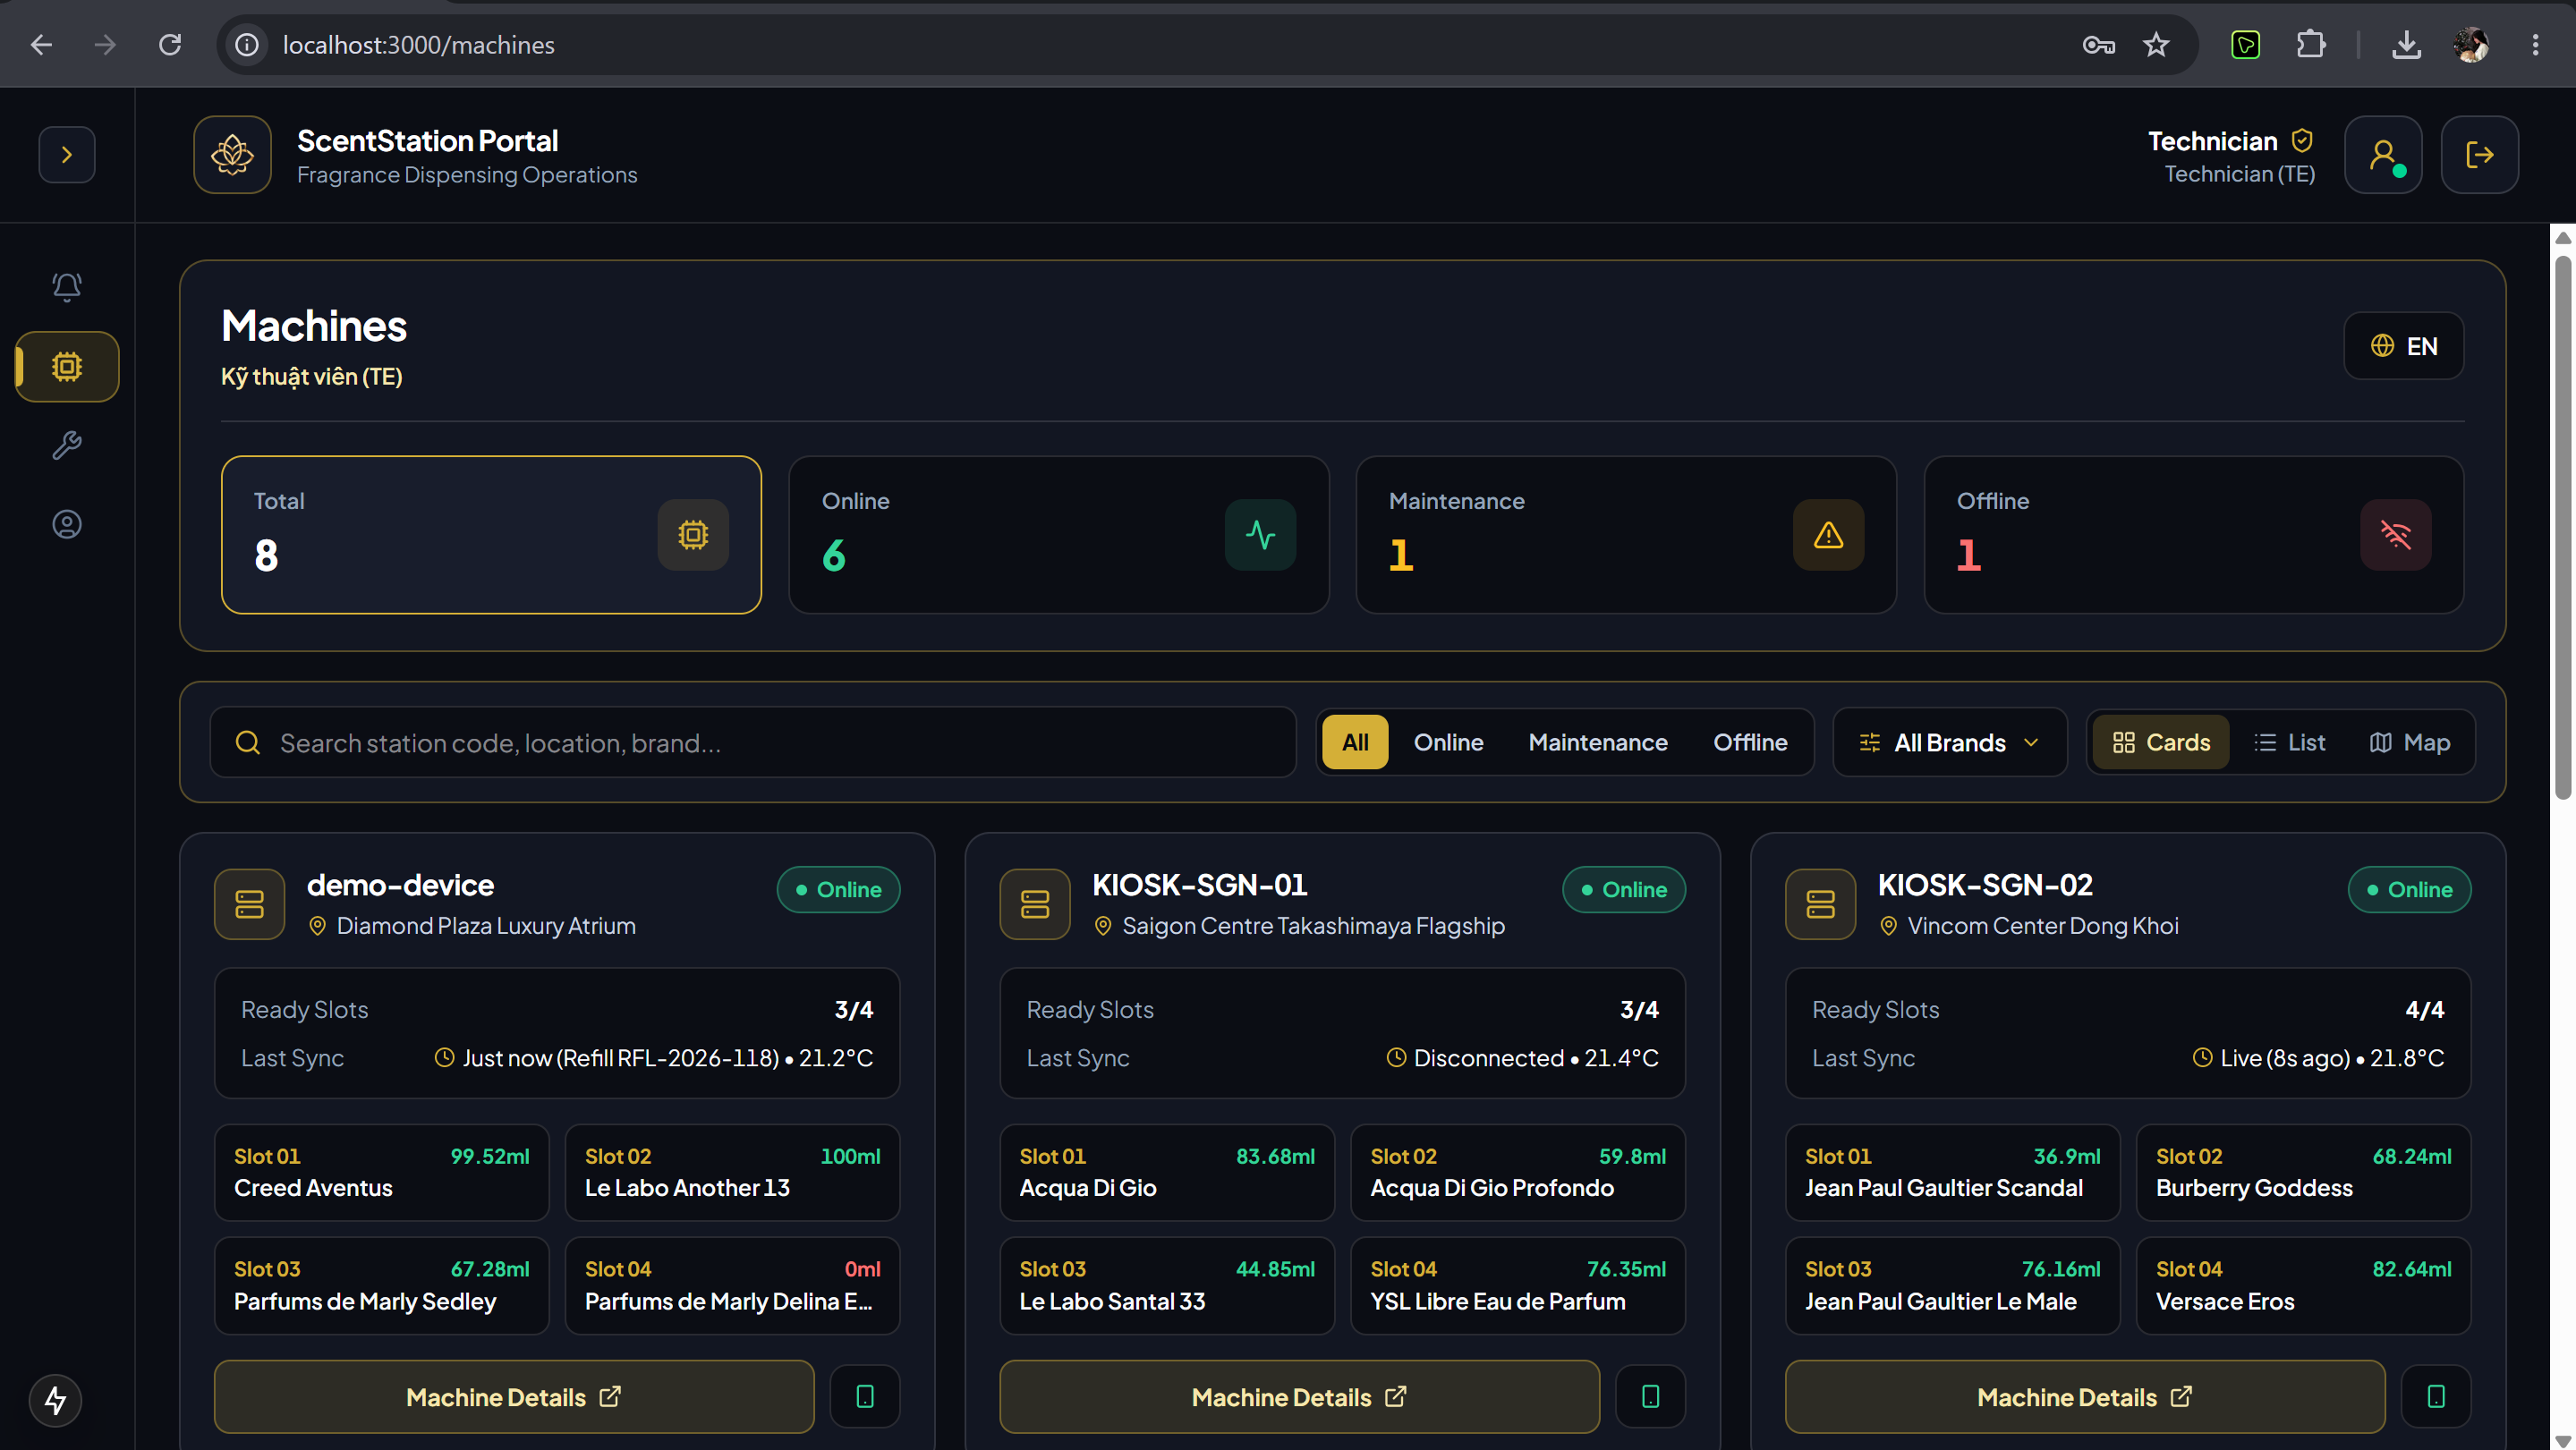 localhost:3000/machines
ScentStation Portal
Fragrance Dispensing Operations
Technician
Technician (TE)
Machines
Kỹ thuật viên (TE)
EN
Total
8
Online
6
Maintenance
1
Offline
1
Search station code, location, brand...
All
Online
Maintenance
Offline
All Brands
Cards
List
Map
demo-device
Online
Diamond Plaza Luxury Atrium
Ready Slots 3/4
Last Sync Just now (Refill RFL-2026-118) • 21.2°C
Slot 01 99.52ml
Creed Aventus
Slot 02 100ml
Le Labo Another 13
Slot 03 67.28ml
Parfums de Marly Sedley
Slot 04 0ml
Parfums de Marly Delina E...
Machine Details
KIOSK-SGN-01
Online
Saigon Centre Takashimaya Flagship
Ready Slots 3/4
Last Sync Disconnected • 21.4°C
Slot 01 83.68ml
Acqua Di Gio
Slot 02 59.8ml
Acqua Di Gio Profondo
Slot 03 44.85ml
Le Labo Santal 33
Slot 04 76.35ml
YSL Libre Eau de Parfum
Machine Details
KIOSK-SGN-02
Online
Vincom Center Dong Khoi
Ready Slots 4/4
Last Sync Live (8s ago) • 21.8°C
Slot 01 36.9ml
Jean Paul Gaultier Scandal
Slot 02 68.24ml
Burberry Goddess
Slot 03 76.16ml
Jean Paul Gaultier Le Male
Slot 04 82.64ml
Versace Eros
Machine Details